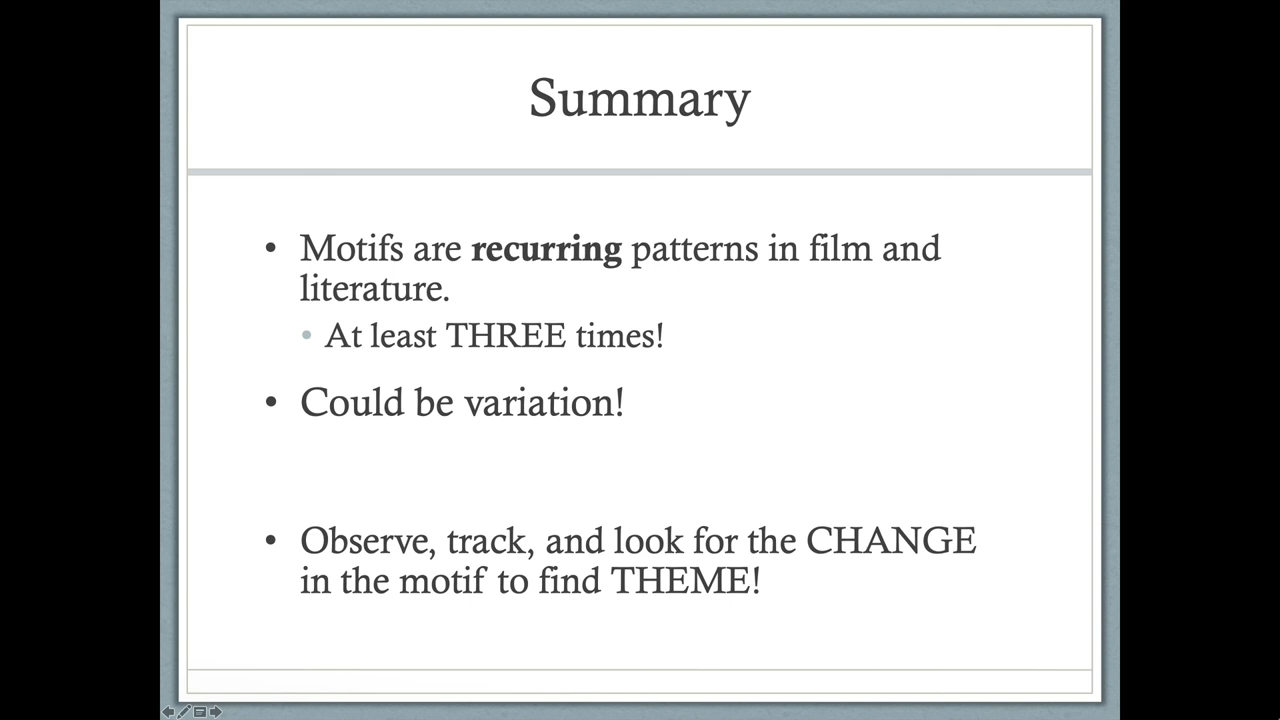 Summary
• Motifs are recurring patterns in film and
literature.
• At least THREE times!
• Could be variation!
• Observe, track, and look for the CHANGE
in the motif to find THEME!